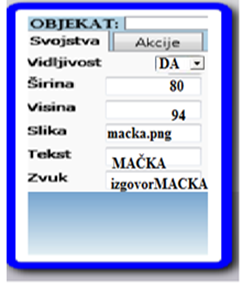 OBJEKAT:
Svojstva Akcije
Vidljivost DA
Širina 80
Visina 94
Slika macka.png
Tekst MAČKA
Zvuk izgovorMACKA